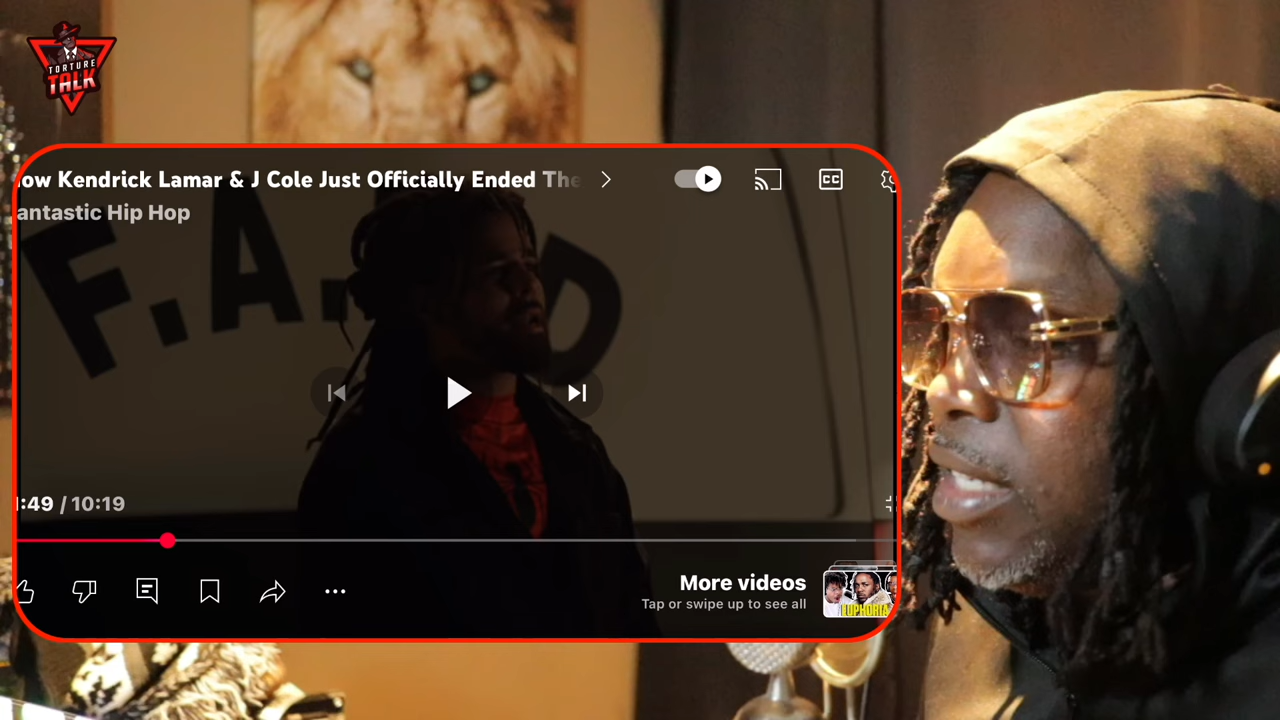 TORTURE
TALK
ow Kendrick Lamar & J Cole Just Officially Ended The
antastic Hip Hop
CC
F.A.
D
:49 / 10:19
More videos
Tap or swipe up to see all
EUPHORIA